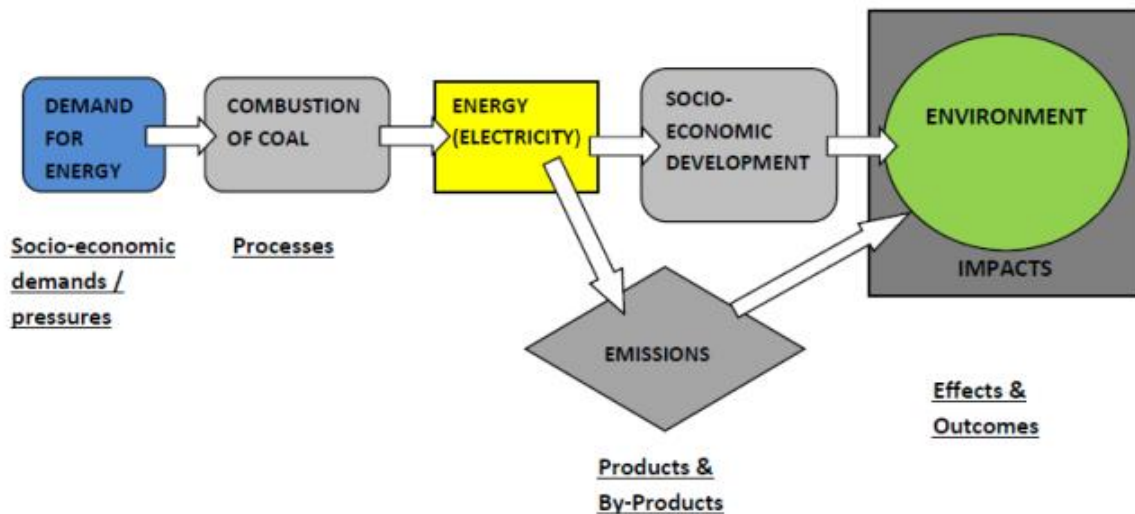 DEMAND
FOR
ENERGY
COMBUSTION
OF COAL
ENERGY
(ELECTRICITY)
SOCIO-
ECONOMIC
DEVELOPMENT
ENVIRONMENT
IMPACTS
Socio-economic
demands /
pressures
Processes
EMISSIONS
Products &
By-Products
Effects &
Outcomes